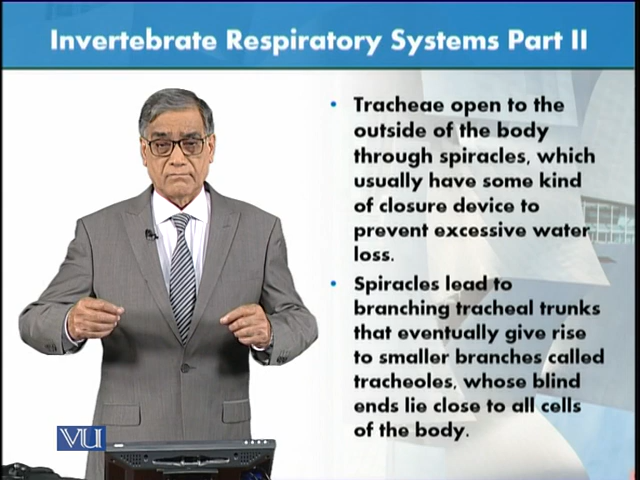 Invertebrate Respiratory Systems Part II
• Tracheae open to the
outside of the body
through spiracles, which
usually have some kind
of closure device to
prevent excessive water
loss.
• Spiracles lead to
branching tracheal trunks
that eventually give rise
to smaller branches called
tracheoles, whose blind
ends lie close to all cells
of the body.
VU